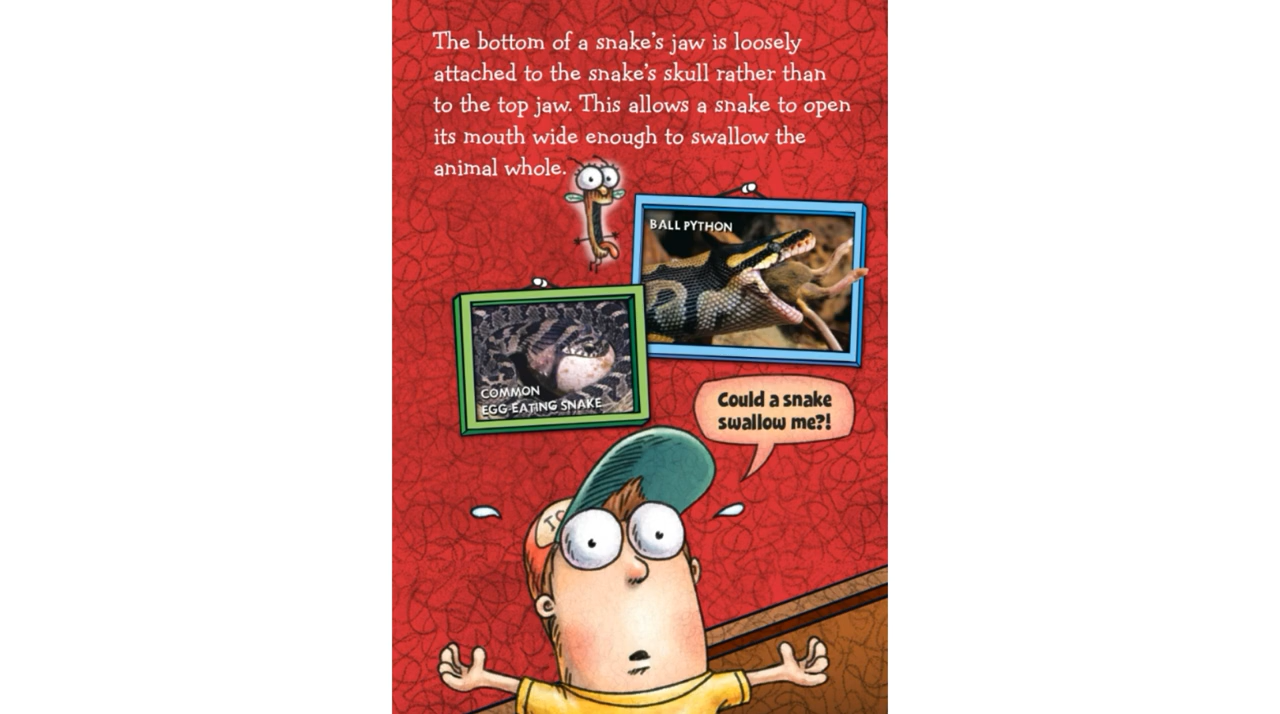 The bottom of a snake's jaw is loosely
attached to the snake's skull rather than
to the top jaw. This allows a snake to open
its mouth wide enough to swallow the
animal whole.
BALL PYTHON
COMMON
EGG EATING SNAKE
Could a snake
swallow me?!